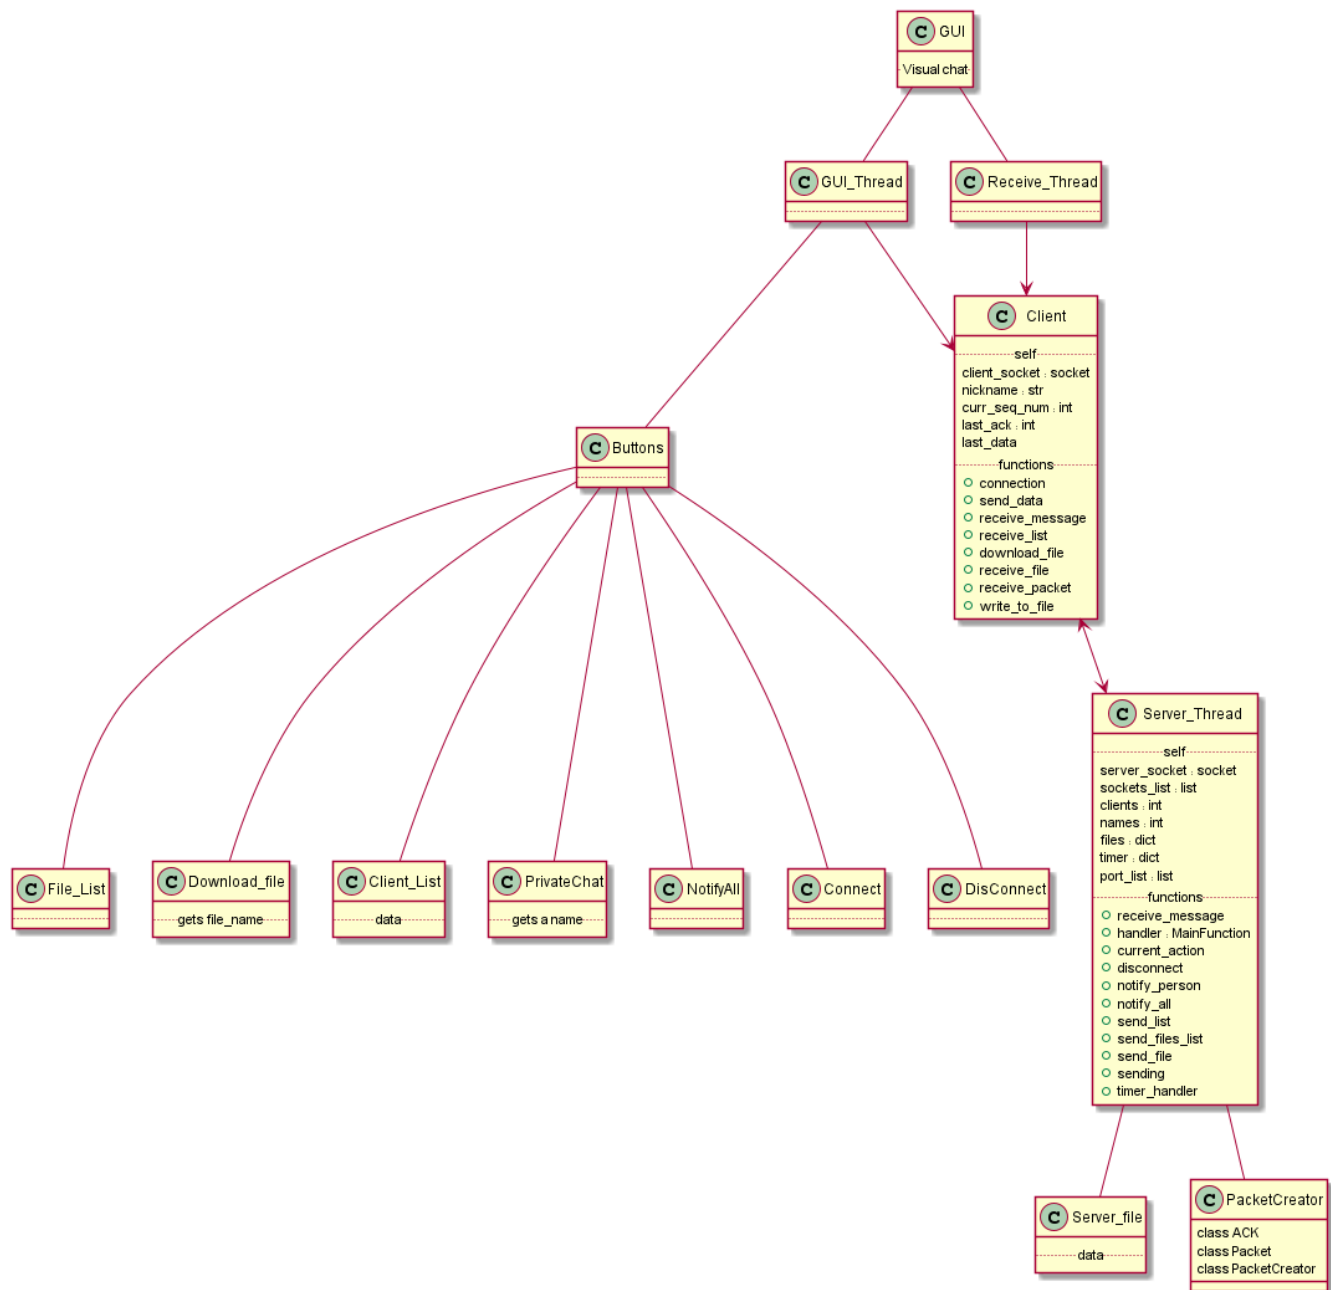 C GUI
Visual chat
C GUI_Thread
C Receive_Thread
C Client
self
client_socket : socket
nickname : str
curr_seq_num : int
last_ack : int
last_data
functions
connection
send_data
receive_message
receive_list
download_file
receive_file
receive_packet
write_to_file
C Buttons
C Server_Thread
self
server_socket : socket
sockets_list : list
clients : int
names : int
files : dict
timer : dict
port_list : list
functions
receive_message
handler : MainFunction
current_action
disconnect
notify_person
notify_all
send_list
send_files_list
send_file
sending
timer_handler
C File_List
C Download_file
gets file_name
C Client_List
data
C PrivateChat
gets a name
C NotifyAll
C Connect
C DisConnect
C Server_file
data
C PacketCreator
class ACK
class Packet
class PacketCreator